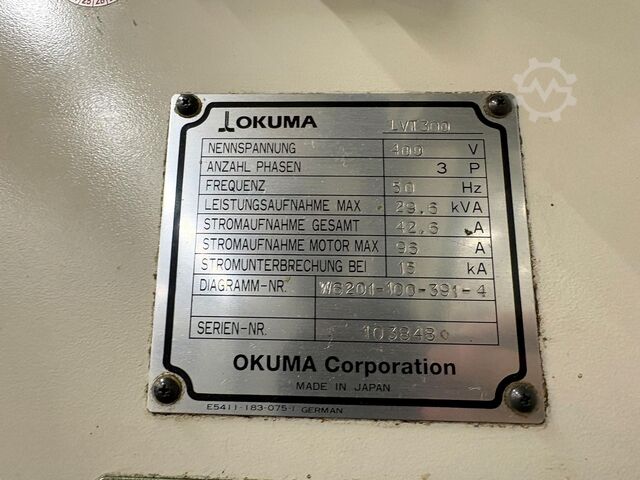 OKUMA LVT300
NENNSPANNUNG 400 V
ANZAHL PHASEN 3 P
FREQUENZ 50 Hz
LEISTUNGSAUFNAHME MAX 29,6 kVA
STROMAUFNAHME GESAMT 42,6 A
STROMAUFNAHME MOTOR MAX 96 A
STROMUNTERBRECHUNG BEI 15 kA
DIAGRAMM-NR. W6201-100-391-4
SERIEN-NR. 103848
OKUMA Corporation
MADE IN JAPAN
E5411-183-075-1 GERMAN